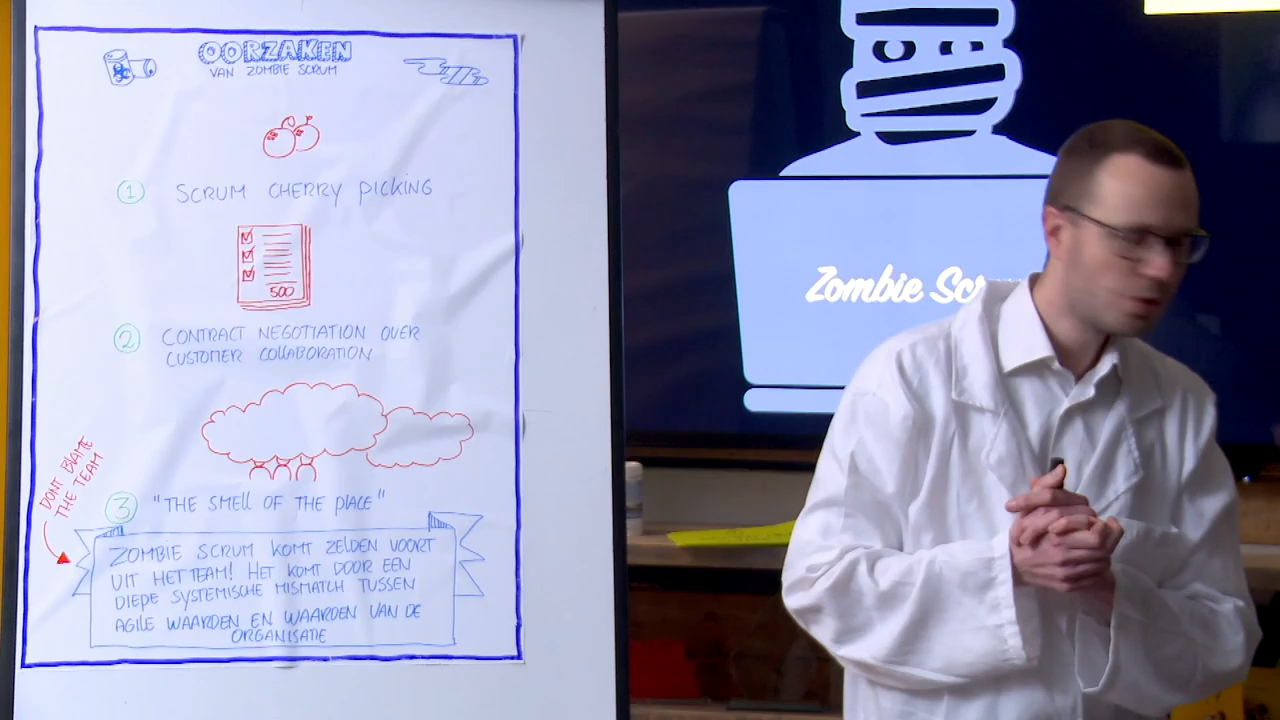 OORZAKEN
VAN ZOMBIE SCRUM
1 SCRUM CHERRY PICKING
500
2 CONTRACT NEGOTIATION OVER
CUSTOMER COLLABORATION
3 "THE SMELL OF THE PLACE"
DONT BLAME
THE TEAM
ZOMBIE SCRUM KOMT ZELDEN VOORT
UIT HET TEAM! HET KOMT DOOR EEN
DIEPE SYSTEMISCHE MISMATCH TUSSEN
AGILE WAARDEN EN WAARDEN VAN DE
ORGANISATIE
Zombie Scr